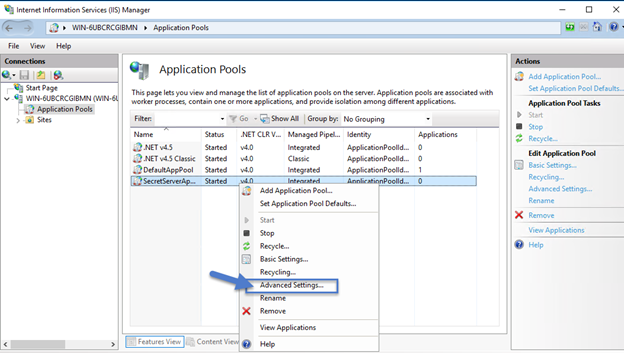 Internet Information Services (IIS) Manager
WIN-6UBCRCGIBMN
Application Pools
File View Help
Connections
Start Page
WIN-6UBCRCGIBMN (WIN-6
Application Pools
Sites
Application Pools
This page lets you view and manage the list of application pools on the server. Application pools are associated with
worker processes, contain one or more applications, and provide isolation among different applications.
Filter: Go Show All Group by: No Grouping
Name Status .NET CLR V... Managed Pipel... Identity Applications
.NET v4.5 Started v4.0 Integrated ApplicationPoolId... 0
.NET v4.5 Classic Started v4.0 Classic ApplicationPoolId... 0
DefaultAppPool Started v4.0 Integrated ApplicationPoolId... 1
SecretServerAp... Started v4.0 Integrated ApplicationPoolId... 0
Add Application Pool...
Set Application Pool Defaults...
Start
Stop
Recycle...
Basic Settings...
Recycling...
Advanced Settings...
Rename
Remove
View Applications
Help
Features View Content View
Actions
Add Application Pool...
Set Application Pool Defaults...
Application Pool Tasks
Start
Stop
Recycle...
Edit Application Pool
Basic Settings...
Recycling...
Advanced Settings...
Rename
Remove
View Applications
Help